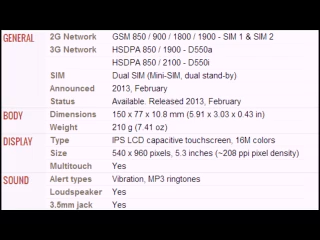 GENERAL 2G Network GSM 850 / 900 / 1800 / 1900 - SIM 1 & SIM 2
3G Network HSDPA 850 / 1900 - D550a
HSDPA 850 / 2100 - D550i
SIM Dual SIM (Mini-SIM, dual stand-by)
Announced 2013, February
Status Available. Released 2013, February
BODY Dimensions 150 x 77 x 10.8 mm (5.91 x 3.03 x 0.43 in)
Weight 210 g (7.41 oz)
DISPLAY Type IPS LCD capacitive touchscreen, 16M colors
Size 540 x 960 pixels, 5.3 inches (~208 ppi pixel density)
Multitouch Yes
SOUND Alert types Vibration, MP3 ringtones
Loudspeaker Yes
3.5mm jack Yes